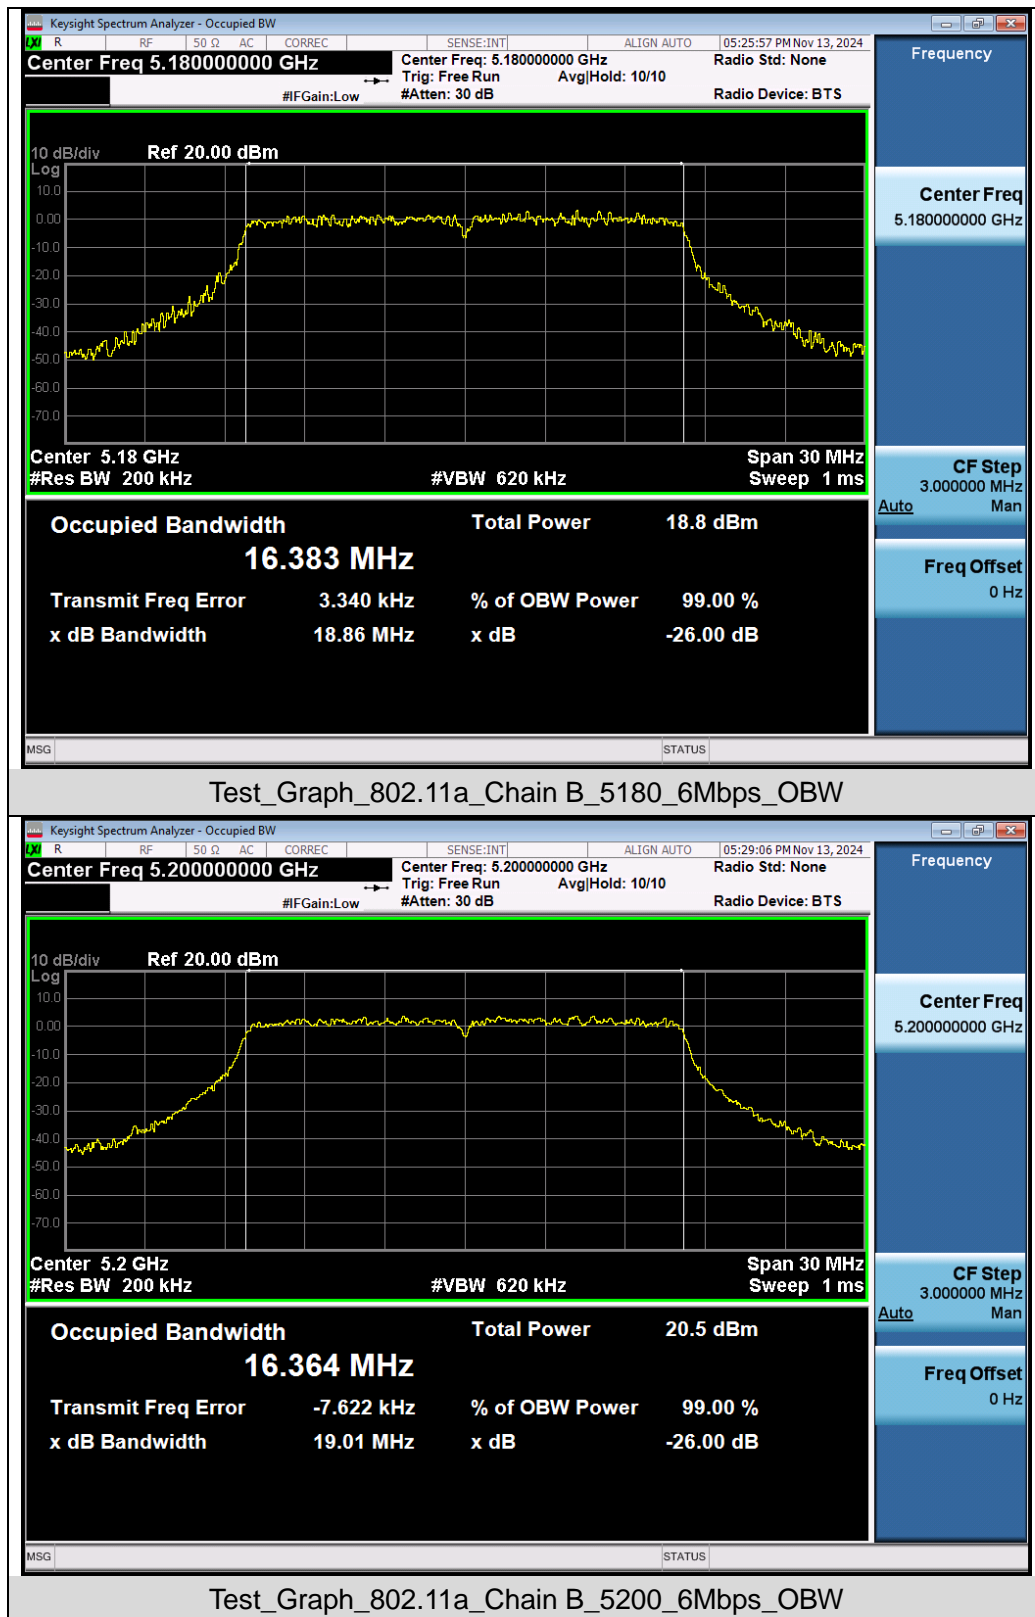 Keysight Spectrum Analyzer - Occupied BW
LXI R RF 50 Ω AC CORREC SENSE:INT ALIGN AUTO 05:25:57 PM Nov 13, 2024
Center Freq 5.180000000 GHz
Center Freq: 5.180000000 GHz Radio Std: None
Trig: Free Run Avg|Hold: 10/10
#IFGain:Low #Atten: 30 dB Radio Device: BTS
Frequency
10 dB/div Ref 20.00 dBm
Log
10.0
0.00
-10.0
-20.0
-30.0
-40.0
-50.0
-60.0
-70.0
Center 5.18 GHz Span 30 MHz
#Res BW 200 kHz #VBW 620 kHz Sweep 1 ms
Center Freq
5.180000000 GHz
CF Step
3.000000 MHz
Auto Man
Freq Offset
0 Hz
Occupied Bandwidth Total Power 18.8 dBm
16.383 MHz
Transmit Freq Error 3.340 kHz % of OBW Power 99.00 %
x dB Bandwidth 18.86 MHz x dB -26.00 dB
MSG STATUS
Test_Graph_802.11a_Chain B_5180_6Mbps_OBW
Keysight Spectrum Analyzer - Occupied BW
LXI R RF 50 Ω AC CORREC SENSE:INT ALIGN AUTO 05:29:06 PM Nov 13, 2024
Center Freq 5.200000000 GHz
Center Freq: 5.200000000 GHz Radio Std: None
Trig: Free Run Avg|Hold: 10/10
#IFGain:Low #Atten: 30 dB Radio Device: BTS
Frequency
10 dB/div Ref 20.00 dBm
Log
10.0
0.00
-10.0
-20.0
-30.0
-40.0
-50.0
-60.0
-70.0
Center 5.2 GHz Span 30 MHz
#Res BW 200 kHz #VBW 620 kHz Sweep 1 ms
Center Freq
5.200000000 GHz
CF Step
3.000000 MHz
Auto Man
Freq Offset
0 Hz
Occupied Bandwidth Total Power 20.5 dBm
16.364 MHz
Transmit Freq Error -7.622 kHz % of OBW Power 99.00 %
x dB Bandwidth 19.01 MHz x dB -26.00 dB
MSG STATUS
Test_Graph_802.11a_Chain B_5200_6Mbps_OBW